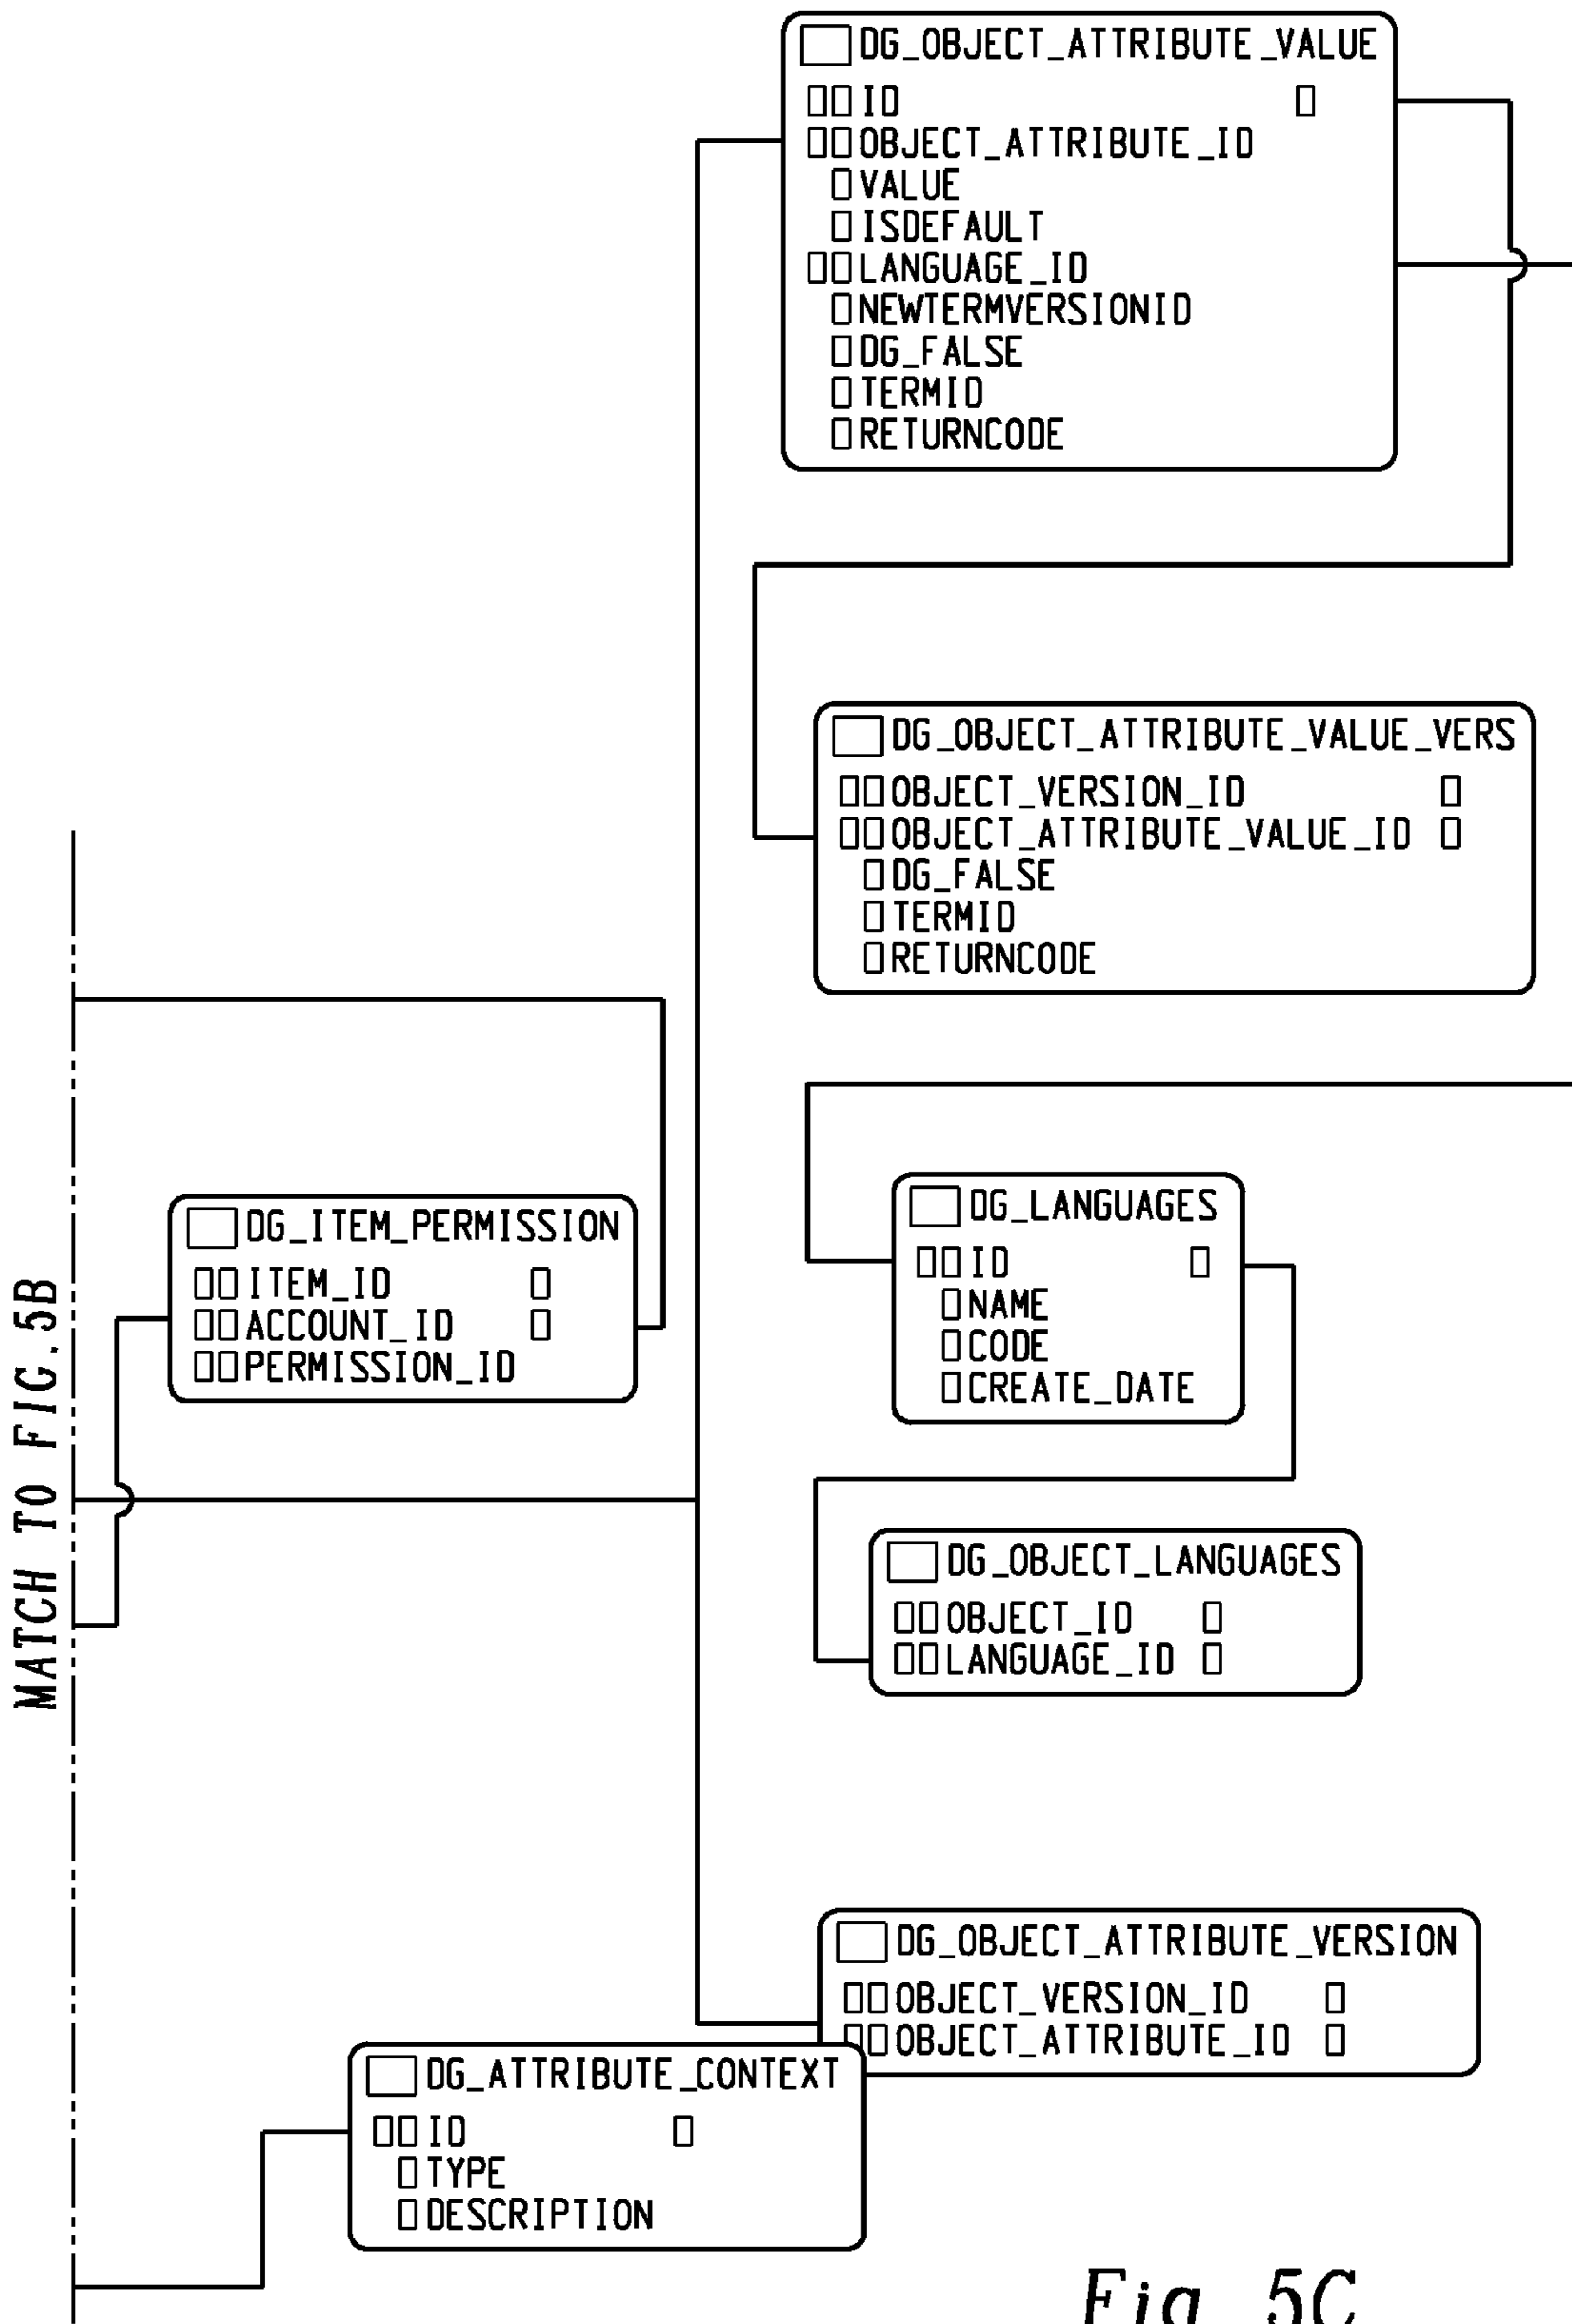 DG_OBJECT_ATTRIBUTE_VALUE
ID
OBJECT_ATTRIBUTE_ID
VALUE
ISDEFAULT
LANGUAGE_ID
NEWTERMVERSIONID
DG_FALSE
TERMID
RETURNCODE
DG_OBJECT_ATTRIBUTE_VALUE_VERS
OBJECT_VERSION_ID
OBJECT_ATTRIBUTE_VALUE_ID
DG_FALSE
TERMID
RETURNCODE
MATCH TO FIG. 5B
DG_ITEM_PERMISSION
ITEM_ID
ACCOUNT_ID
PERMISSION_ID
DG_LANGUAGES
ID
NAME
CODE
CREATE_DATE
DG_OBJECT_LANGUAGES
OBJECT_ID
LANGUAGE_ID
DG_OBJECT_ATTRIBUTE_VERSION
OBJECT_VERSION_ID
OBJECT_ATTRIBUTE_ID
DG_ATTRIBUTE_CONTEXT
ID
TYPE
DESCRIPTION
Fig 5C